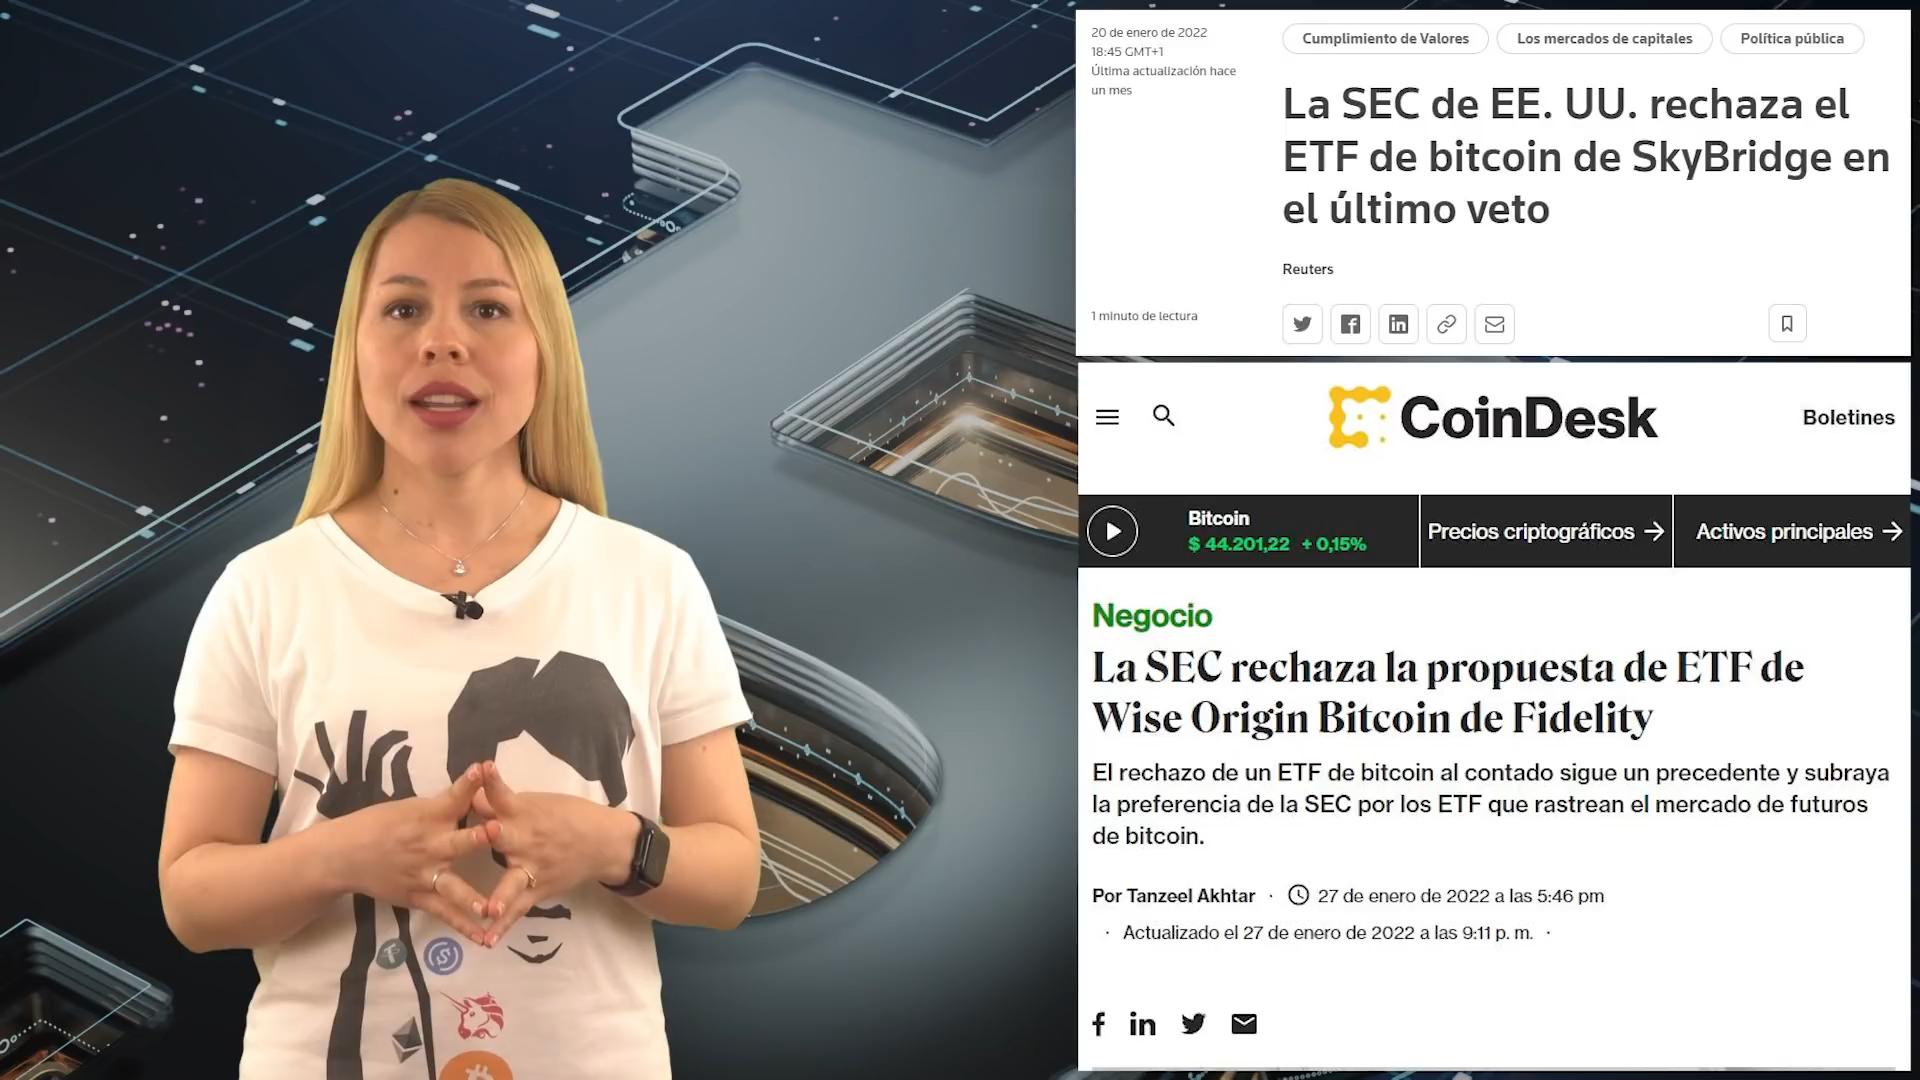 20 de enero de 2022
18:45 GMT+1
Última actualización hace
un mes
1 minuto de lectura
Cumplimiento de Valores
Los mercados de capitales
Política pública
La SEC de EE. UU. rechaza el
ETF de bitcoin de SkyBridge en
el último veto
Reuters
CoinDesk
Boletines
Bitcoin
$ 44.201,22 + 0,15%
Precios criptográficos →
Activos principales →
Negocio
La SEC rechaza la propuesta de ETF de
Wise Origin Bitcoin de Fidelity
El rechazo de un ETF de bitcoin al contado sigue un precedente y subraya
la preferencia de la SEC por los ETF que rastrean el mercado de futuros
de bitcoin.
Por Tanzeel Akhtar · 27 de enero de 2022 a las 5:46 pm
· Actualizado el 27 de enero de 2022 a las 9:11 p. m. ·